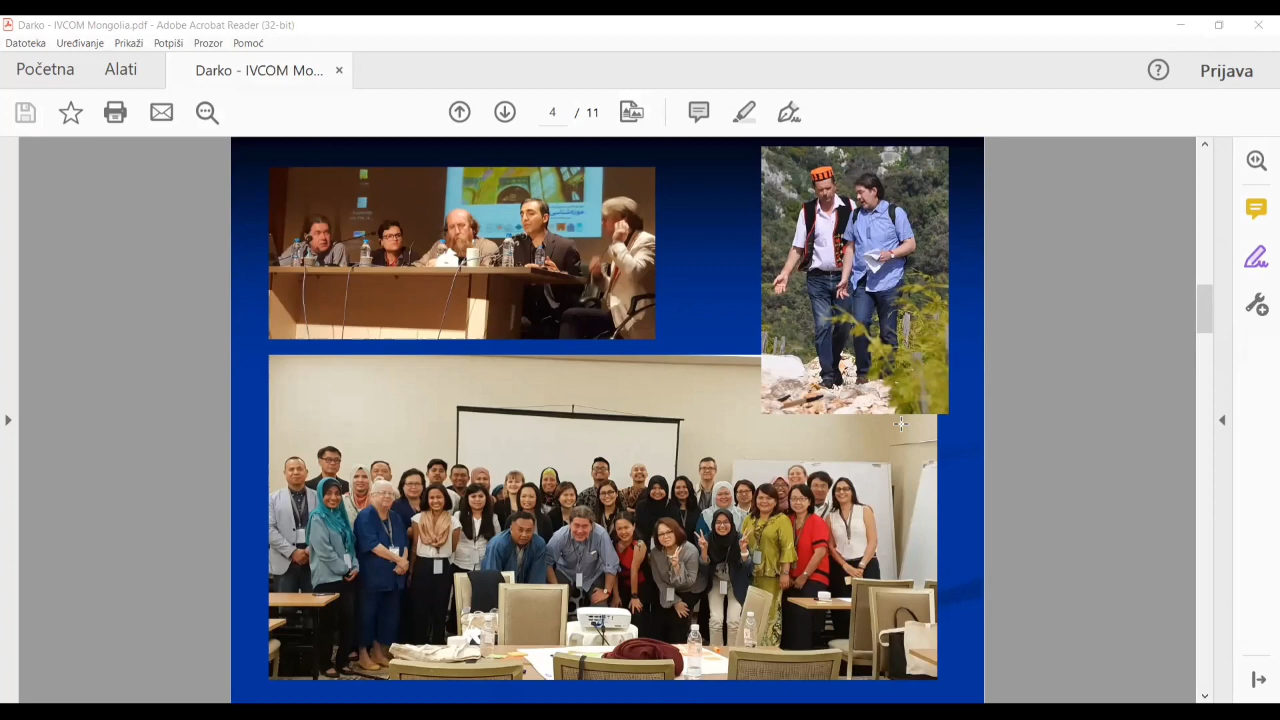 Darko - IVCOM Mongolia.pdf - Adobe Acrobat Reader (32-bit)
Datoteka Uređivanje Prikaži Potpiši Prozor Pomoć
Početna Alati Darko - IVCOM Mo... × Prijava
4 / 11